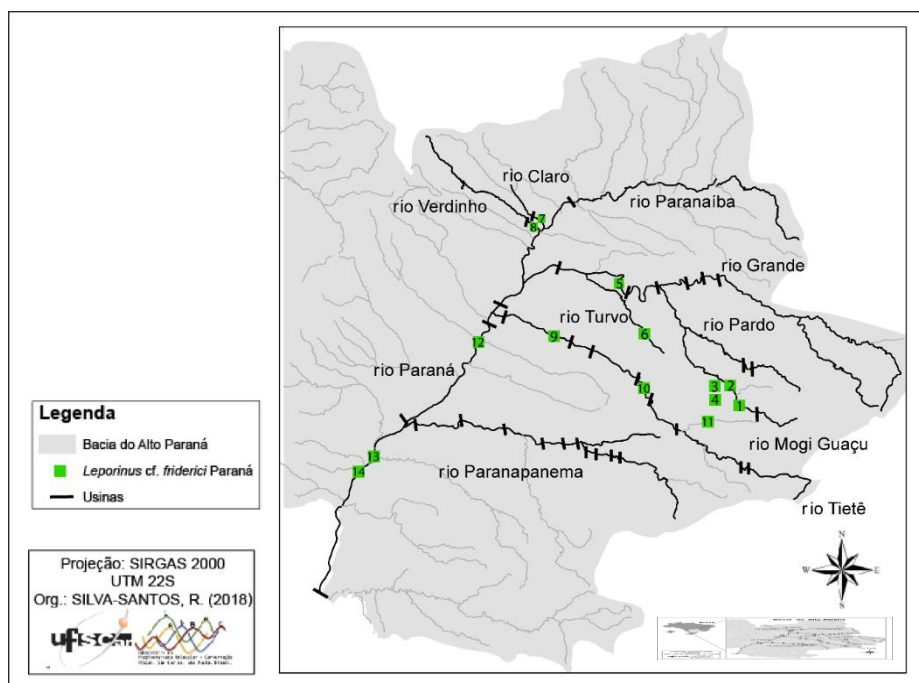 rio Claro
rio Verdinho
rio Paranaiba
7
8
rio Grande
5
rio Turvo
rio Pardo
6
9
12
rio Paraná
10
3
2
4
1
11
rio Mogi Guaçu
13
14
rio Paranapanema
rio Tietê
Legenda
Bacia do Alto Paraná
Leporinus cf. friderici Paraná
Usinas
Projeção: SIRGAS 2000
UTM 22S
Org.: SILVA-SANTOS, R. (2018)
N
W
E
S